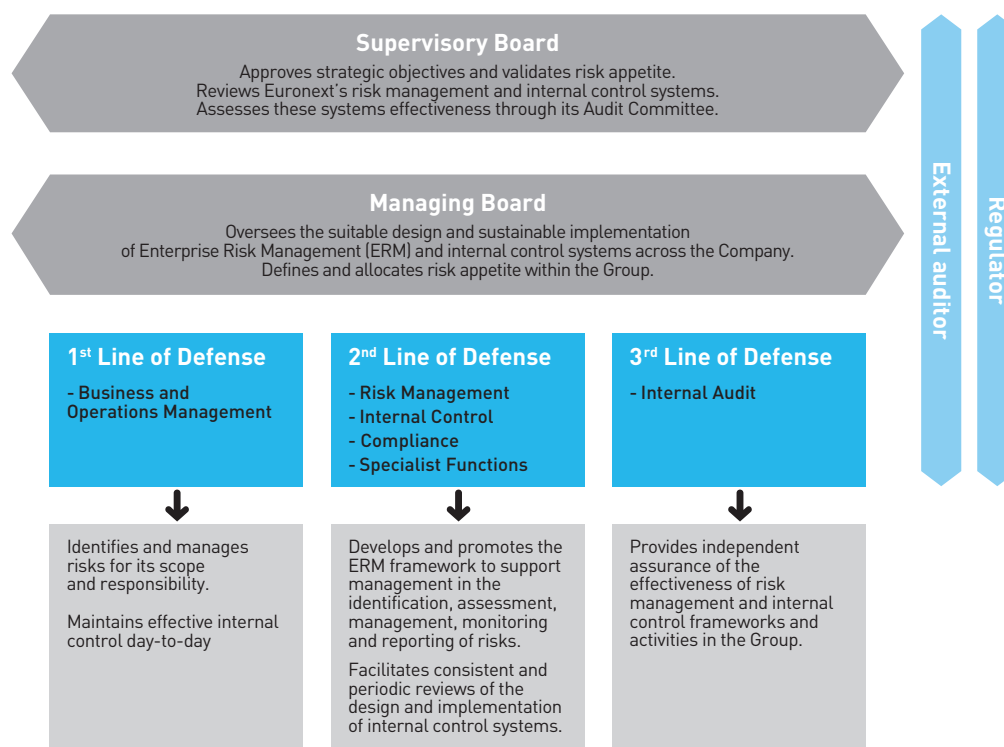 Supervisory Board
Approves strategic objectives and validates risk appetite.
Reviews Euronext's risk management and internal control systems.
Assesses these systems effectiveness through its Audit Committee.
Managing Board
Oversees the suitable design and sustainable implementation
of Enterprise Risk Management (ERM) and internal control systems across the Company.
Defines and allocates risk appetite within the Group.
External auditor
Regulator
1st Line of Defense
- Business and
Operations Management
2nd Line of Defense
- Risk Management
- Internal Control
- Compliance
- Specialist Functions
3rd Line of Defense
- Internal Audit
Identifies and manages
risks for its scope
and responsibility.
Maintains effective internal
control day-to-day
Develops and promotes the
ERM framework to support
management in the
identification, assessment,
management, monitoring
and reporting of risks.
Facilitates consistent and
periodic reviews of the
design and implementation
of internal control systems.
Provides independent
assurance of the
effectiveness of risk
management and internal
control frameworks and
activities in the Group.